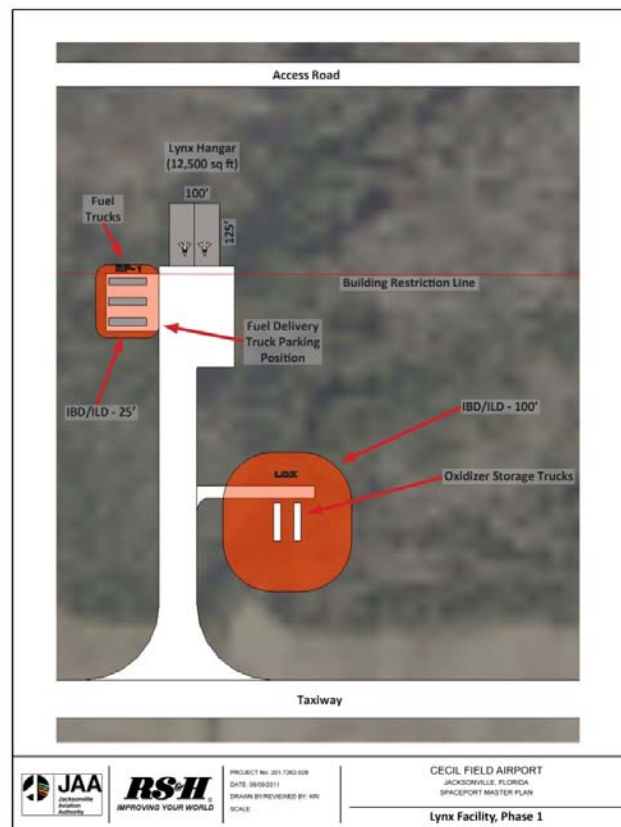 Access Road
Lynx Hangar
(12,500 sq ft)
100'
125'
Fuel
Trucks
RP-1
Building Restriction Line
Fuel Delivery
Truck Parking
Position
IBD/ILD - 25'
IBD/ILD - 100'
LOX
Oxidizer Storage Trucks
Taxiway
JAA
Jacksonville
Aviation
Authority
RS&H
IMPROVING YOUR WORLD
PROJECT No: 201-7262-028
DATE: 08/09/2011
DRAWN BY/REVIEWED BY: KRI
SCALE:
CECIL FIELD AIRPORT
JACKSONVILLE, FLORIDA
SPACEPORT MASTER PLAN
Lynx Facility, Phase 1